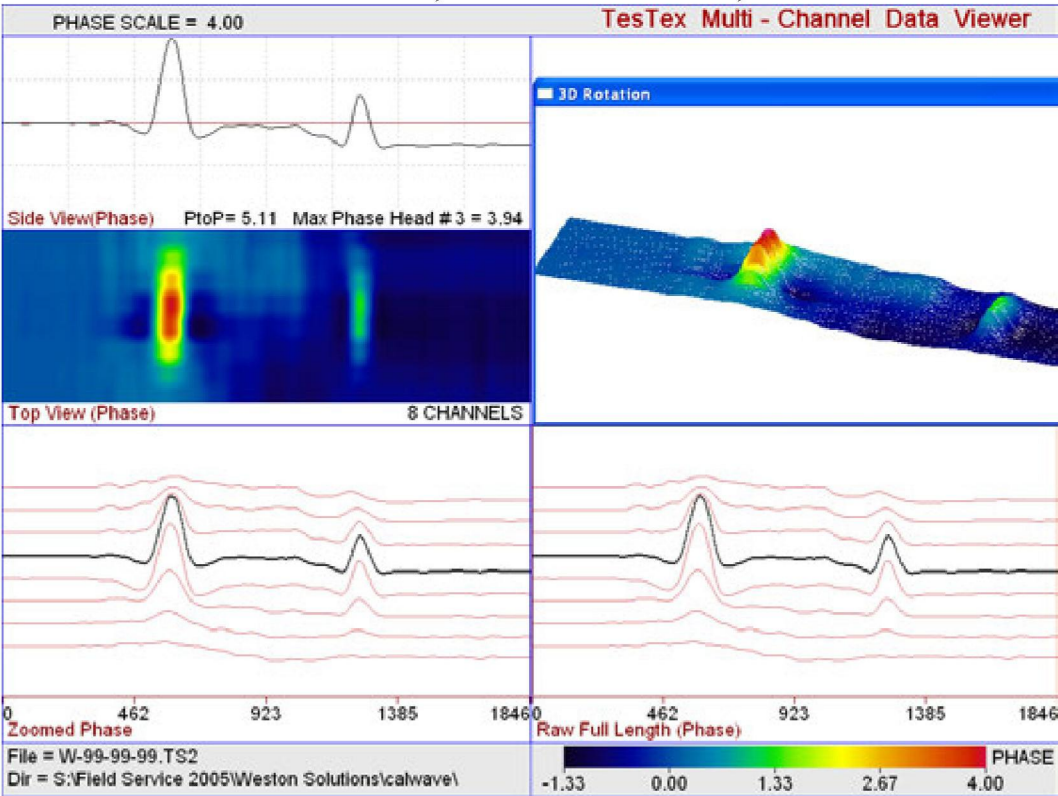 PHASE SCALE = 4.00
TesTex Multi - Channel Data Viewer
3D Rotation
Side View(Phase) PtoP= 5.11 Max Phase Head # 3 = 3.94
Top View (Phase) 8 CHANNELS
0 462 923 1385 1846
0 462 923 1385 1846
Zoomed Phase
Raw Full Length (Phase)
File = W-99-99-99.TS2
Dir = S:\Field Service 2005\Weston Solutions\calwave\
PHASE
-1.33 0.00 1.33 2.67 4.00